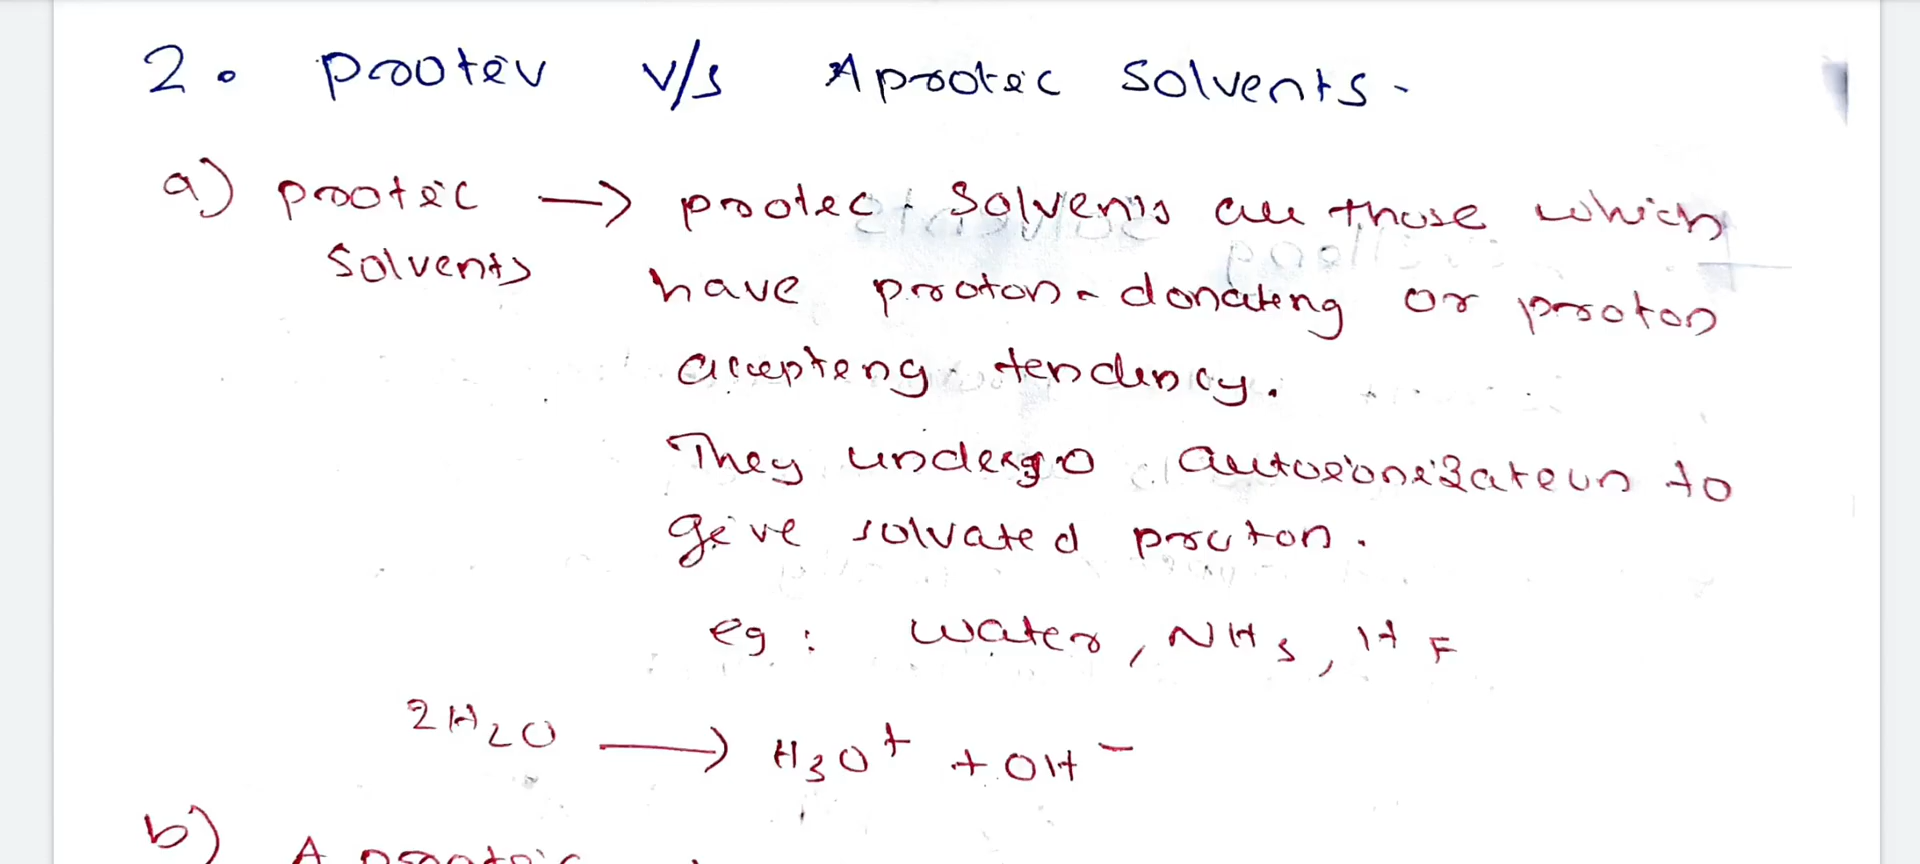 2. Protic v/s Aprotic Solvents.
a) Protic → protic solvents are those which
solvents have proton-donating or proton
accepting tendency.
They undergo autoionization to
give solvated proton.
eg: water, NH3, HF
2H2O → H3O+ + OH-
b) Aprotic